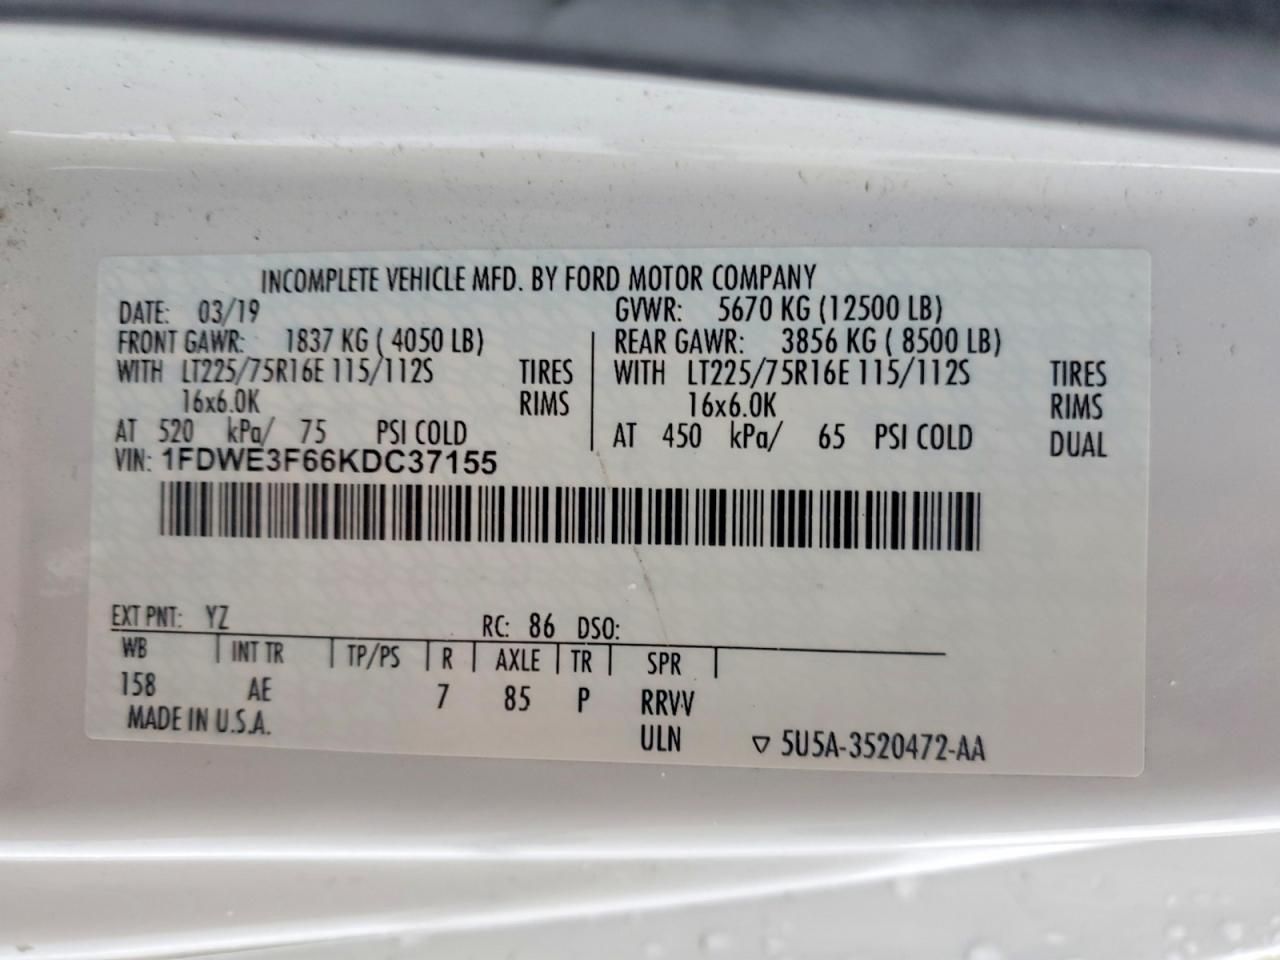 INCOMPLETE VEHICLE MFD. BY FORD MOTOR COMPANY
DATE: 03/19 GVWR: 5670 KG (12500 LB)
FRONT GAWR: 1837 KG ( 4050 LB) REAR GAWR: 3856 KG ( 8500 LB)
WITH LT225/75R16E 115/112S TIRES WITH LT225/75R16E 115/112S TIRES
16x6.0K RIMS 16x6.0K RIMS
AT 520 kPa/ 75 PSI COLD AT 450 kPa/ 65 PSI COLD DUAL
VIN: 1FDWE3F66KDC37155
EXT PNT: YZ RC: 86 DSO:
WB INT TR TP/PS R AXLE TR SPR
158 AE 7 85 P RRVV
MADE IN U.S.A. ULN ▽ 5U5A-3520472-AA